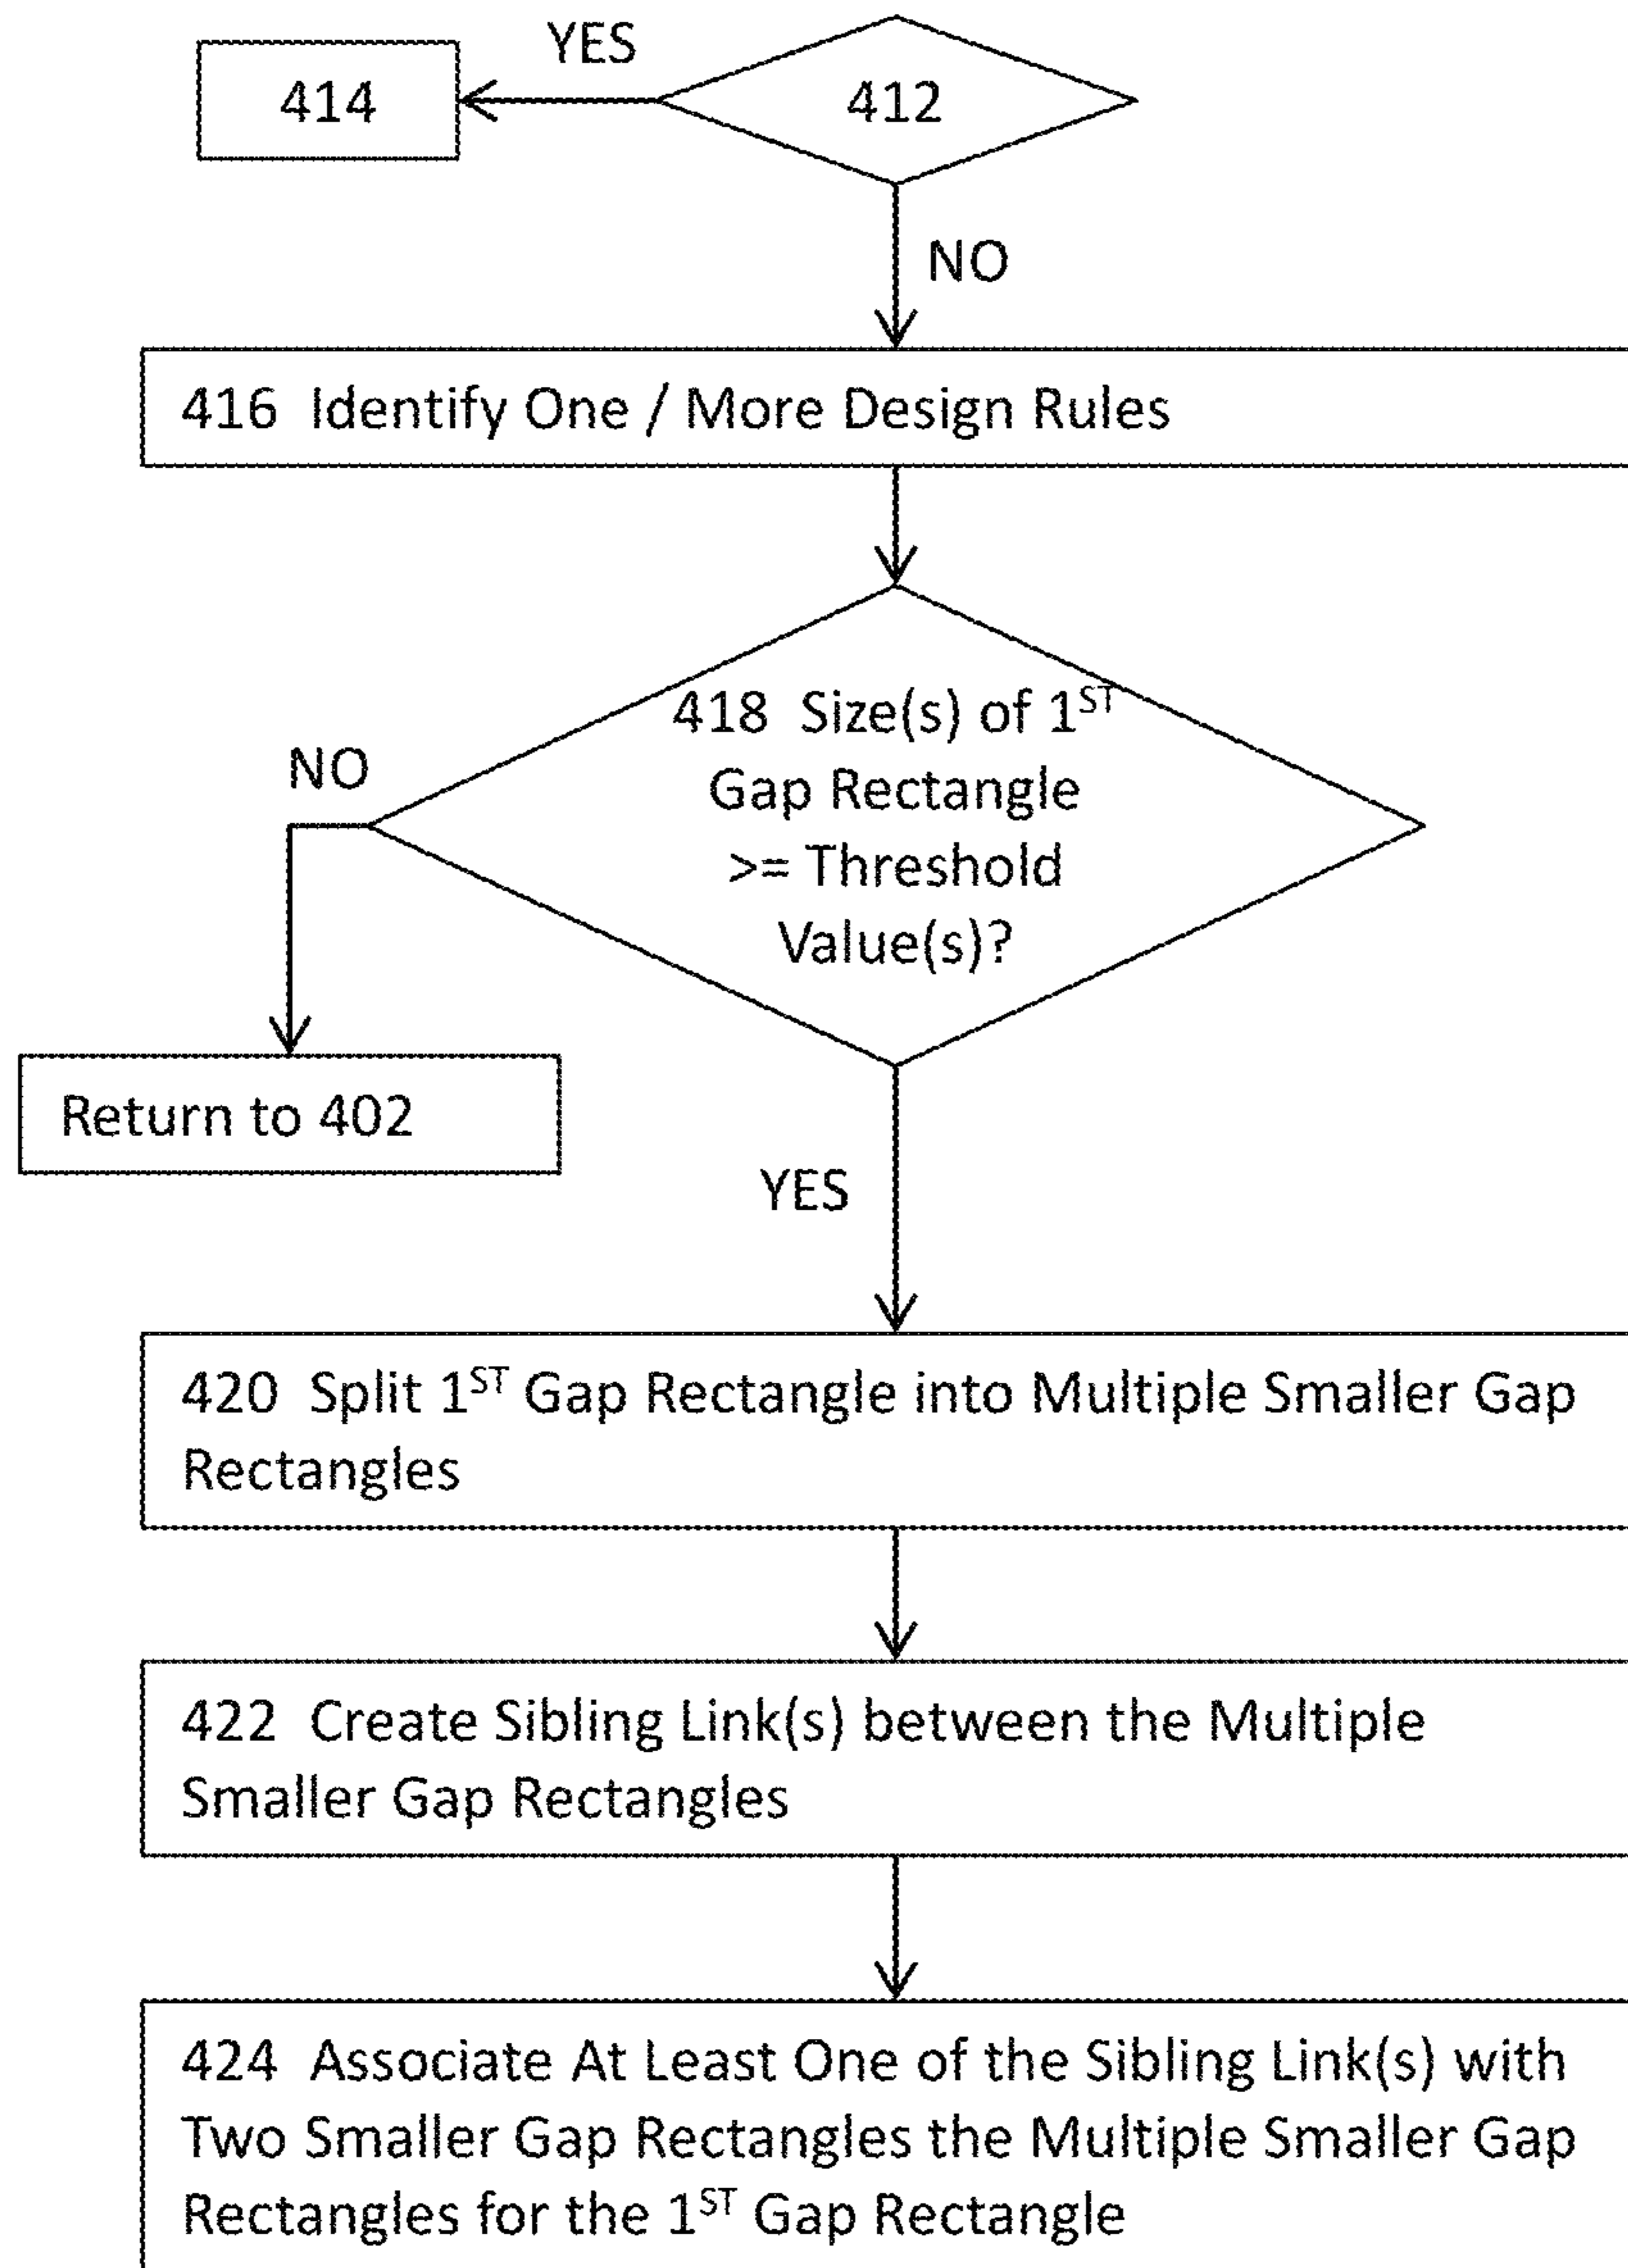 YES
414
412
NO
416 Identify One / More Design Rules
418 Size(s) of 1ST
Gap Rectangle
>= Threshold
Value(s)?
NO
Return to 402
YES
420 Split 1ST Gap Rectangle into Multiple Smaller Gap
Rectangles
422 Create Sibling Link(s) between the Multiple
Smaller Gap Rectangles
424 Associate At Least One of the Sibling Link(s) with
Two Smaller Gap Rectangles the Multiple Smaller Gap
Rectangles for the 1ST Gap Rectangle